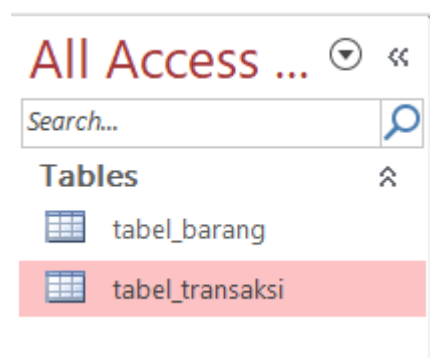 All Access ...
Search...
Tables
tabel_barang
tabel_transaksi